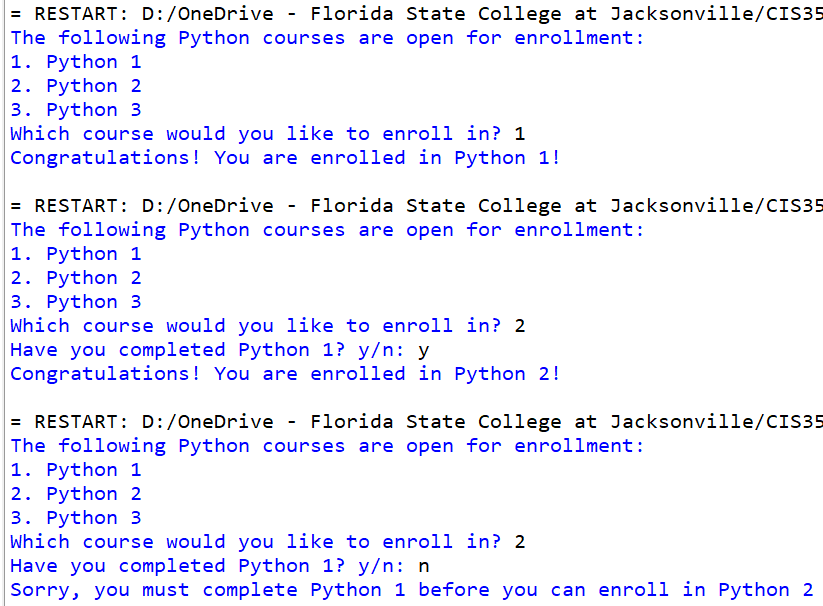 = RESTART: D:/OneDrive - Florida State College at Jacksonville/CIS35
The following Python courses are open for enrollment:
1. Python 1
2. Python 2
3. Python 3
Which course would you like to enroll in? 1
Congratulations! You are enrolled in Python 1!
= RESTART: D:/OneDrive - Florida State College at Jacksonville/CIS35
The following Python courses are open for enrollment:
1. Python 1
2. Python 2
3. Python 3
Which course would you like to enroll in? 2
Have you completed Python 1? y/n: y
Congratulations! You are enrolled in Python 2!
= RESTART: D:/OneDrive - Florida State College at Jacksonville/CIS35
The following Python courses are open for enrollment:
1. Python 1
2. Python 2
3. Python 3
Which course would you like to enroll in? 2
Have you completed Python 1? y/n: n
Sorry, you must complete Python 1 before you can enroll in Python 2